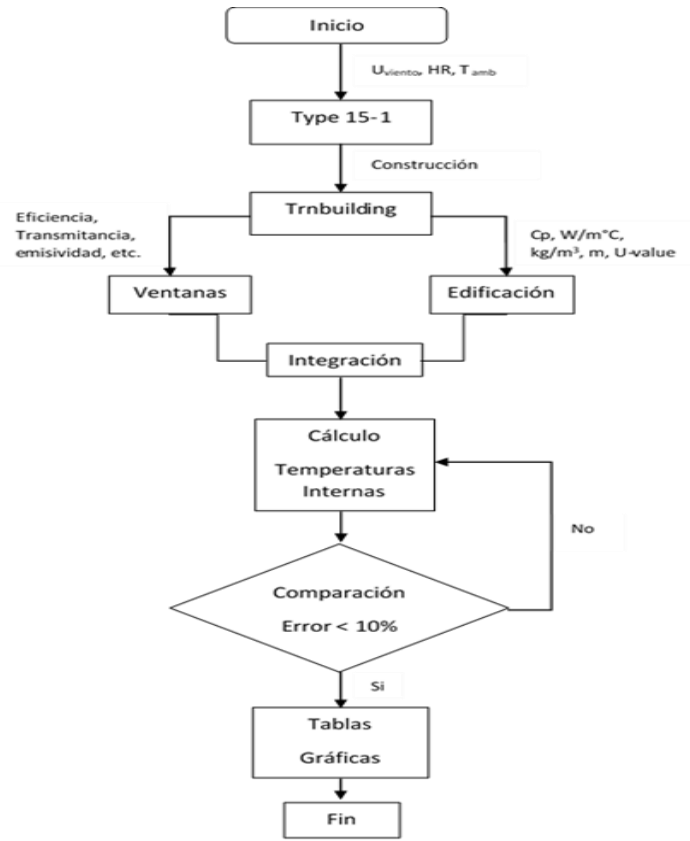 Inicio
Uviento, HR, T amb
Type 15-1
Construcción
Trnbuilding
Eficiencia,
Transmitancia,
emisividad, etc.
Cp, W/m°C,
kg/m³, m, U-value
Ventanas
Edificación
Integración
Cálculo
Temperaturas
Internas
No
Comparación
Error < 10%
Si
Tablas
Gráficas
Fin